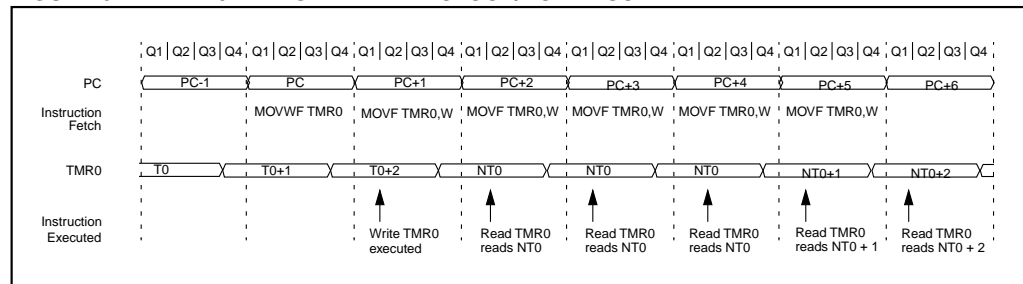 Q1 Q2 Q3 Q4 Q1 Q2 Q3 Q4 Q1 Q2 Q3 Q4 Q1 Q2 Q3 Q4 Q1 Q2 Q3 Q4 Q1 Q2 Q3 Q4 Q1 Q2 Q3 Q4 Q1 Q2 Q3 Q4
PC PC-1 PC PC+1 PC+2 PC+3 PC+4 PC+5 PC+6
Instruction
Fetch
MOVWF TMR0 MOVF TMR0,W MOVF TMR0,W MOVF TMR0,W MOVF TMR0,W MOVF TMR0,W
TMR0 T0 T0+1 T0+2 NT0 NT0 NT0 NT0+1 NT0+2
Instruction
Executed
Write TMR0
executed
Read TMR0
reads NT0
Read TMR0
reads NT0
Read TMR0
reads NT0
Read TMR0
reads NT0 + 1
Read TMR0
reads NT0 + 2